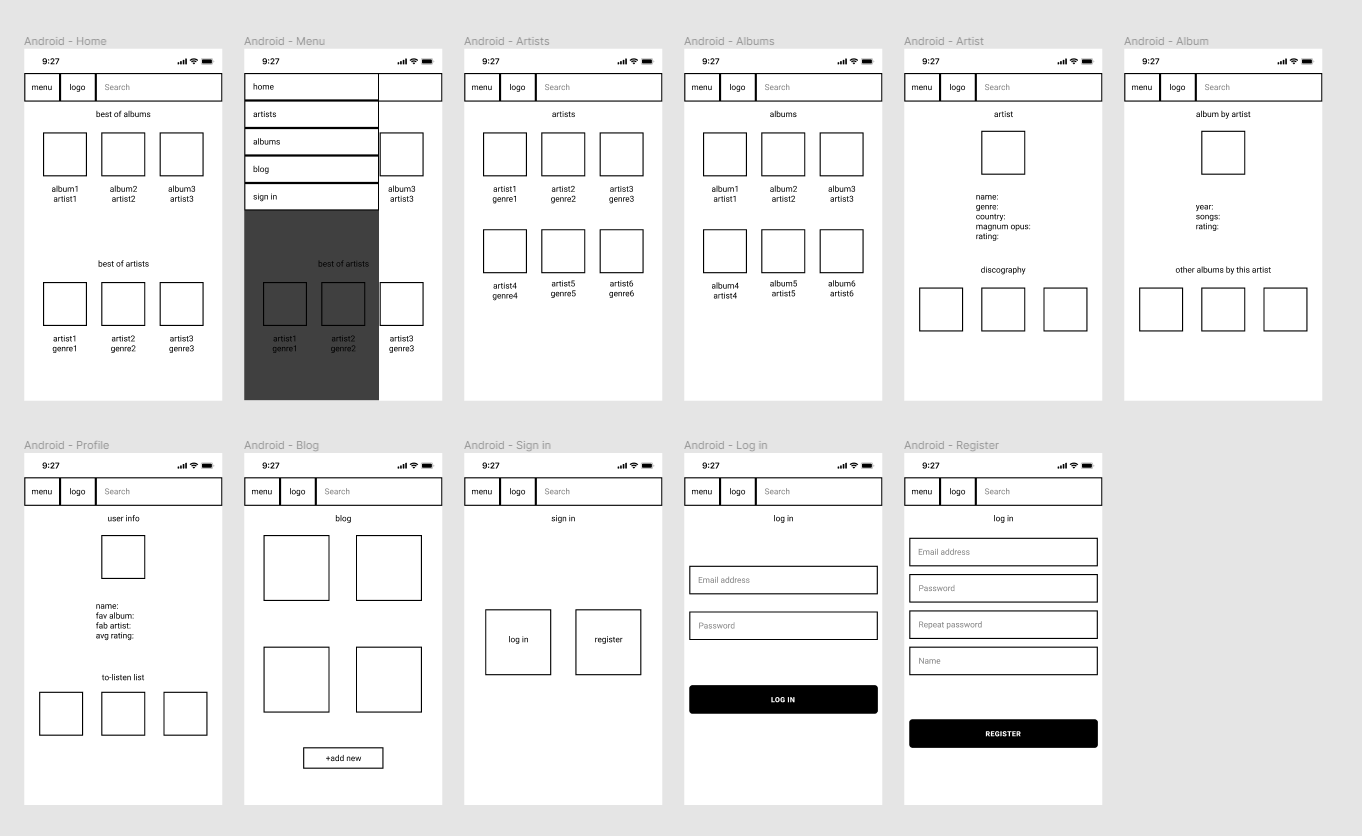 Android - Home
9:27
menu
logo
Search
best of albums
album1 album2 album3
artist1 artist2 artist3
best of artists
artist1 artist2 artist3
genre1 genre2 genre3
Android - Menu
9:27
home
artists
albums
blog
sign in
album3
artist3
best of artists
artist1 artist2 artist3
genre1 genre2 genre3
Android - Artists
9:27
menu
logo
Search
artists
artist1 artist2 artist3
genre1 genre2 genre3
artist4 artist5 artist6
genre4 genre5 genre6
Android - Albums
9:27
menu
logo
Search
albums
album1 album2 album3
artist1 artist2 artist3
album4 album5 album6
artist4 artist5 artist6
Android - Artist
9:27
menu
logo
Search
artist
name:
genre:
country:
magnum opus:
rating:
discography
Android - Album
9:27
menu
logo
Search
album by artist
year:
songs:
rating:
other albums by this artist
Android - Profile
9:27
menu
logo
Search
user info
name:
fav album:
fab artist:
avg rating:
to-listen list
Android - Blog
9:27
menu
logo
Search
blog
+add new
Android - Sign in
9:27
menu
logo
Search
sign in
log in
register
Android - Log in
9:27
menu
logo
Search
log in
Email address
Password
LOG IN
Android - Register
9:27
menu
logo
Search
log in
Email address
Password
Repeat password
Name
REGISTER